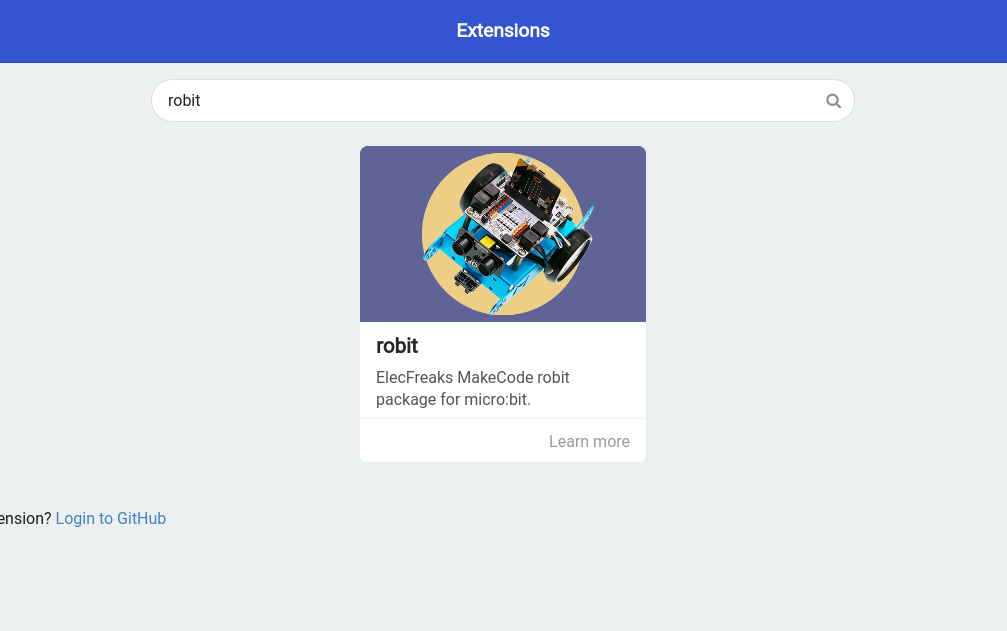 Extensions
robit
robit
ElecFreaks MakeCode robit
package for micro:bit.
Learn more
ension? Login to GitHub